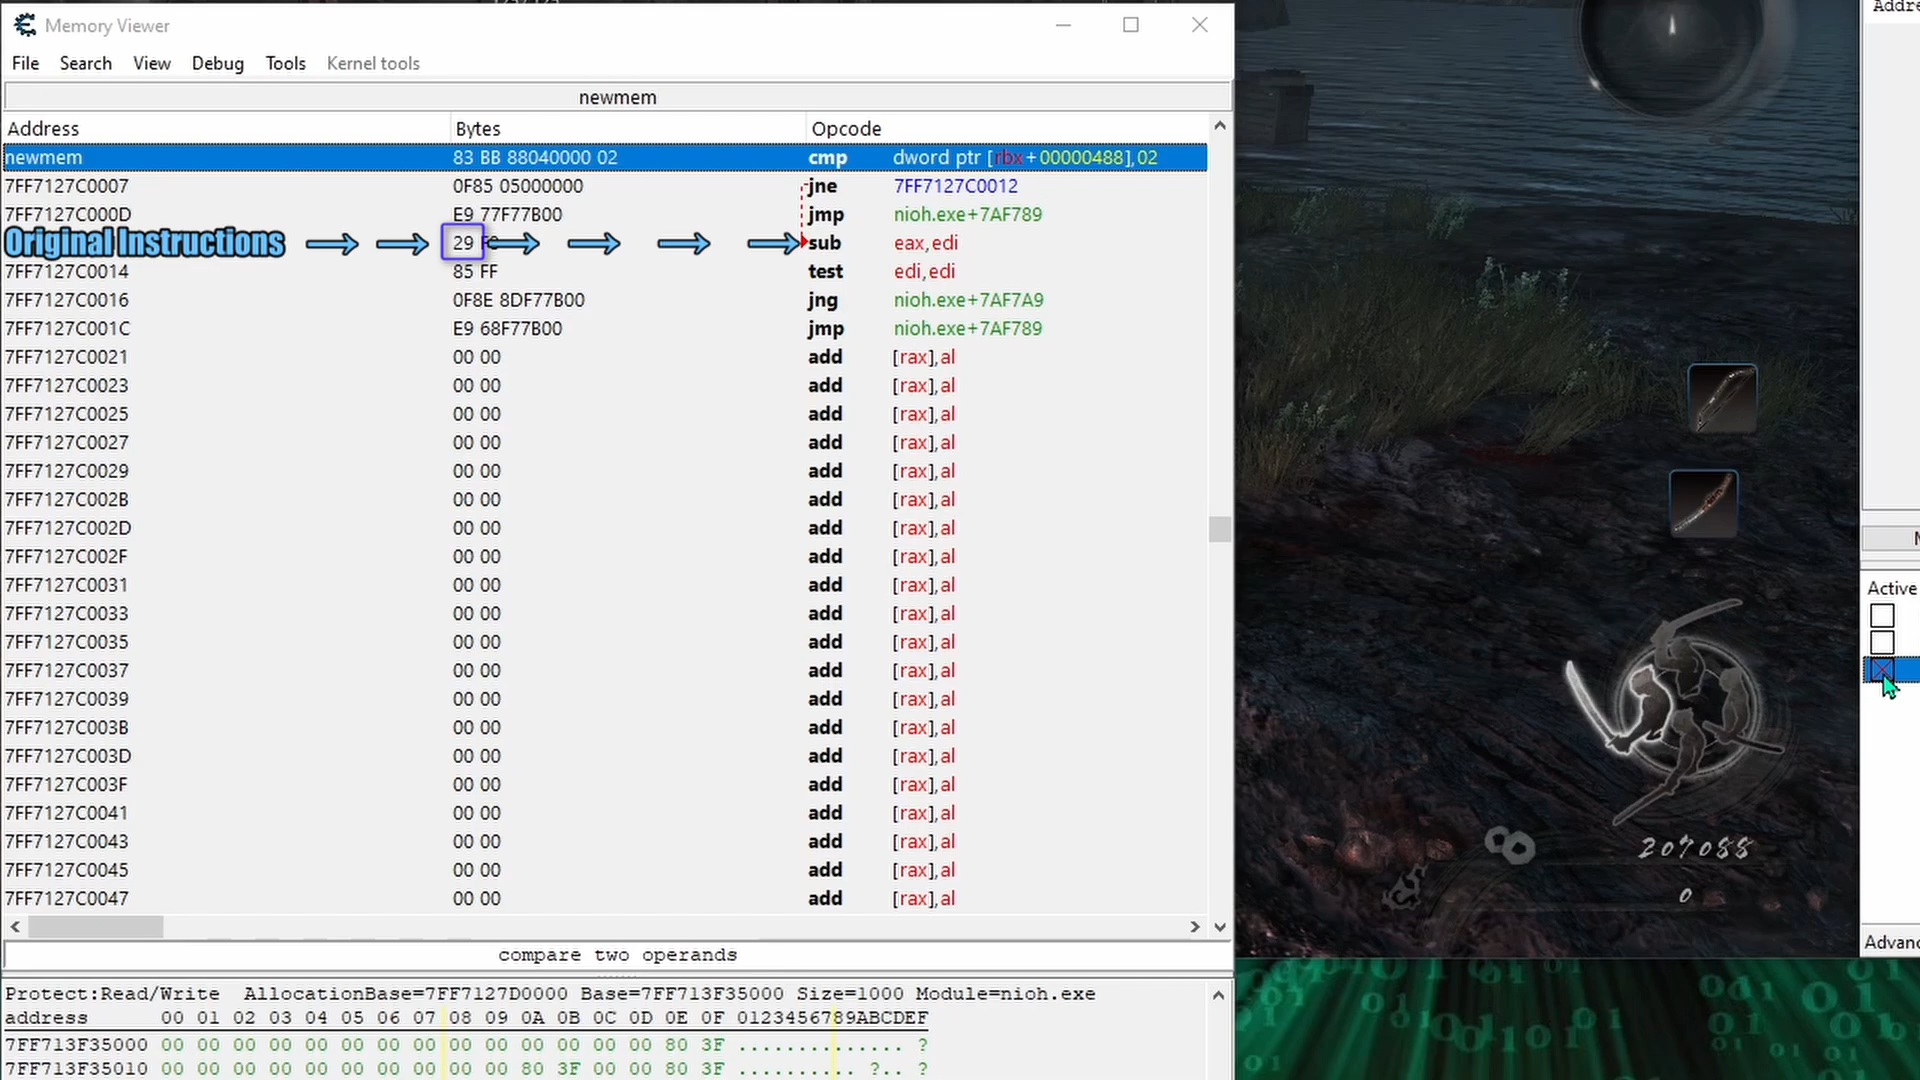 Memory Viewer
File Search View Debug Tools Kernel tools
newmem
Address Bytes Opcode
newmem 83 BB 88040000 02 cmp dword ptr [rbx+00000488],02
7FF7127C0007 0F85 05000000 jne 7FF7127C0012
7FF7127C000D E9 77F77B00 jmp nioh.exe+7AF789
Original Instructions 29 sub eax,edi
7FF7127C0014 85 FF test edi,edi
7FF7127C0016 0F8E 8DF77B00 jng nioh.exe+7AF7A9
7FF7127C001C E9 68F77B00 jmp nioh.exe+7AF789
7FF7127C0021 00 00 add [rax],al
7FF7127C0023 00 00 add [rax],al
7FF7127C0025 00 00 add [rax],al
7FF7127C0027 00 00 add [rax],al
7FF7127C0029 00 00 add [rax],al
7FF7127C002B 00 00 add [rax],al
7FF7127C002D 00 00 add [rax],al
7FF7127C002F 00 00 add [rax],al
7FF7127C0031 00 00 add [rax],al
7FF7127C0033 00 00 add [rax],al
7FF7127C0035 00 00 add [rax],al
7FF7127C0037 00 00 add [rax],al
7FF7127C0039 00 00 add [rax],al
7FF7127C003B 00 00 add [rax],al
7FF7127C003D 00 00 add [rax],al
7FF7127C003F 00 00 add [rax],al
7FF7127C0041 00 00 add [rax],al
7FF7127C0043 00 00 add [rax],al
7FF7127C0045 00 00 add [rax],al
7FF7127C0047 00 00 add [rax],al
compare two operands
Protect:Read/Write AllocationBase=7FF7127D0000 Base=7FF713F35000 Size=1000 Module=nioh.exe
address 00 01 02 03 04 05 06 07 08 09 0A 0B 0C 0D 0E 0F 0123456789ABCDEF
7FF713F35000 00 00 00 00 00 00 00 00 00 00 00 00 00 00 80 3F .............. ?
7FF713F35010 00 00 00 00 00 00 00 00 00 00 80 3F 00 00 80 3F .......... ?.. ?
Addre
Active
207088
0
Advanc